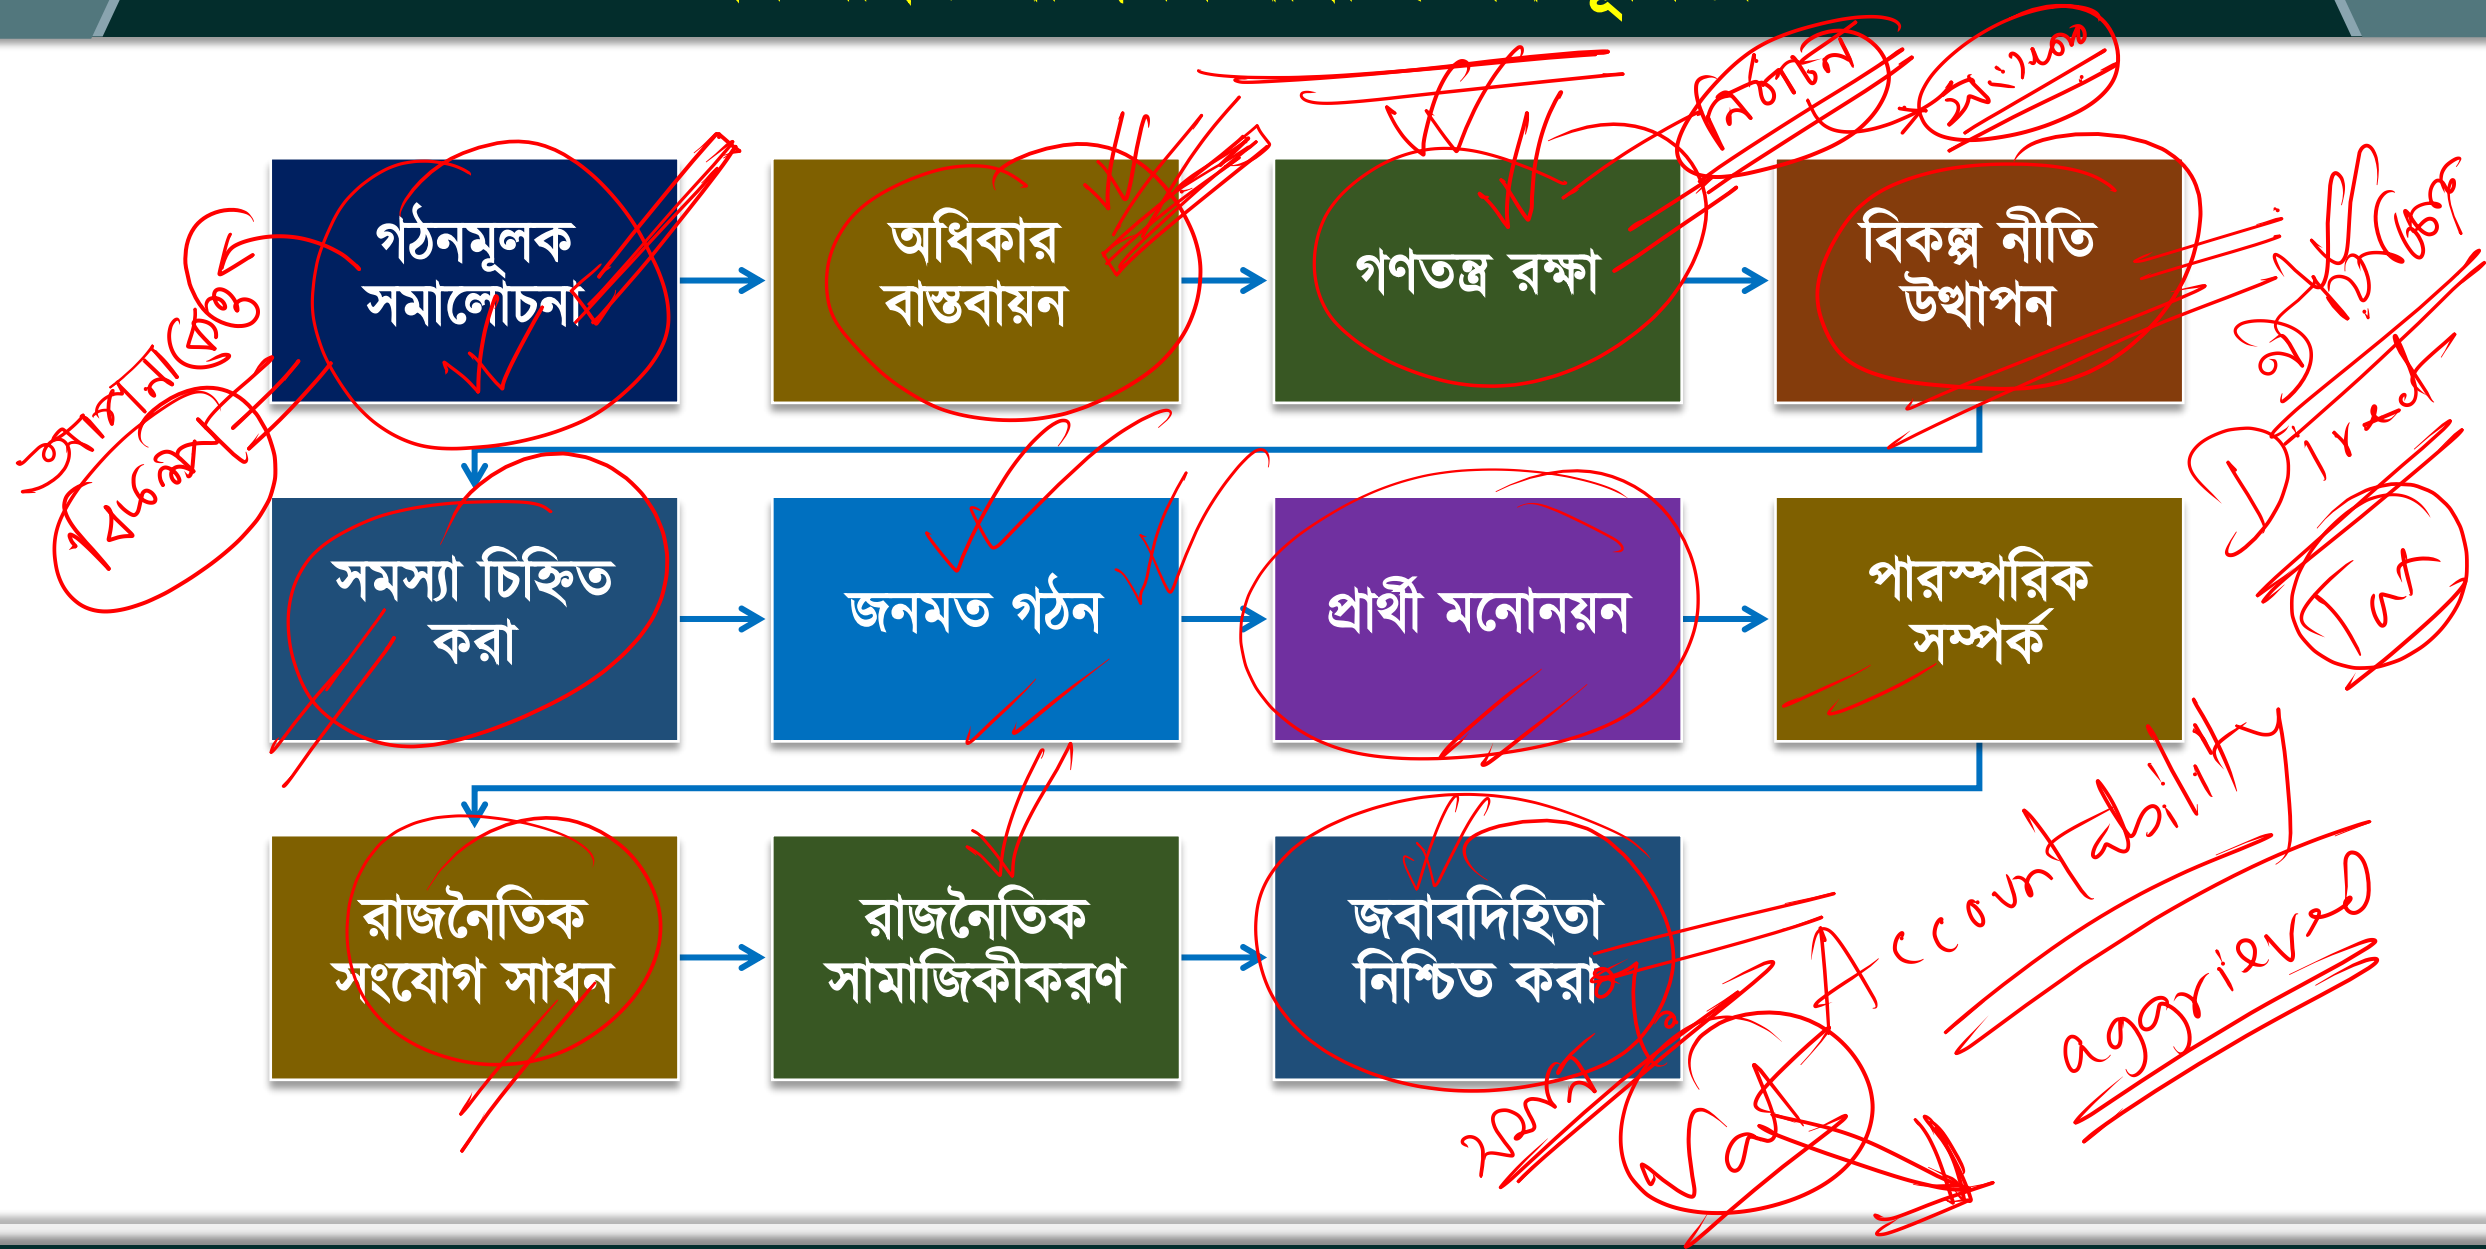 গঠনমূলক
সমালোচনা
অধিকার
বাস্তবায়ন
গণতন্ত্র রক্ষা
বিকল্প নীতি
উত্থাপন
সমস্যা চিহ্নিত
করা
জনমত গঠন
প্রার্থী মনোনয়ন
পারস্পরিক
সম্পর্ক
রাজনৈতিক
সংযোগ সাধন
রাজনৈতিক
সামাজিকীকরণ
জবাবদিহিতা
নিশ্চিত করা
Direct
Tax
Accountability
aggrieved
Vat